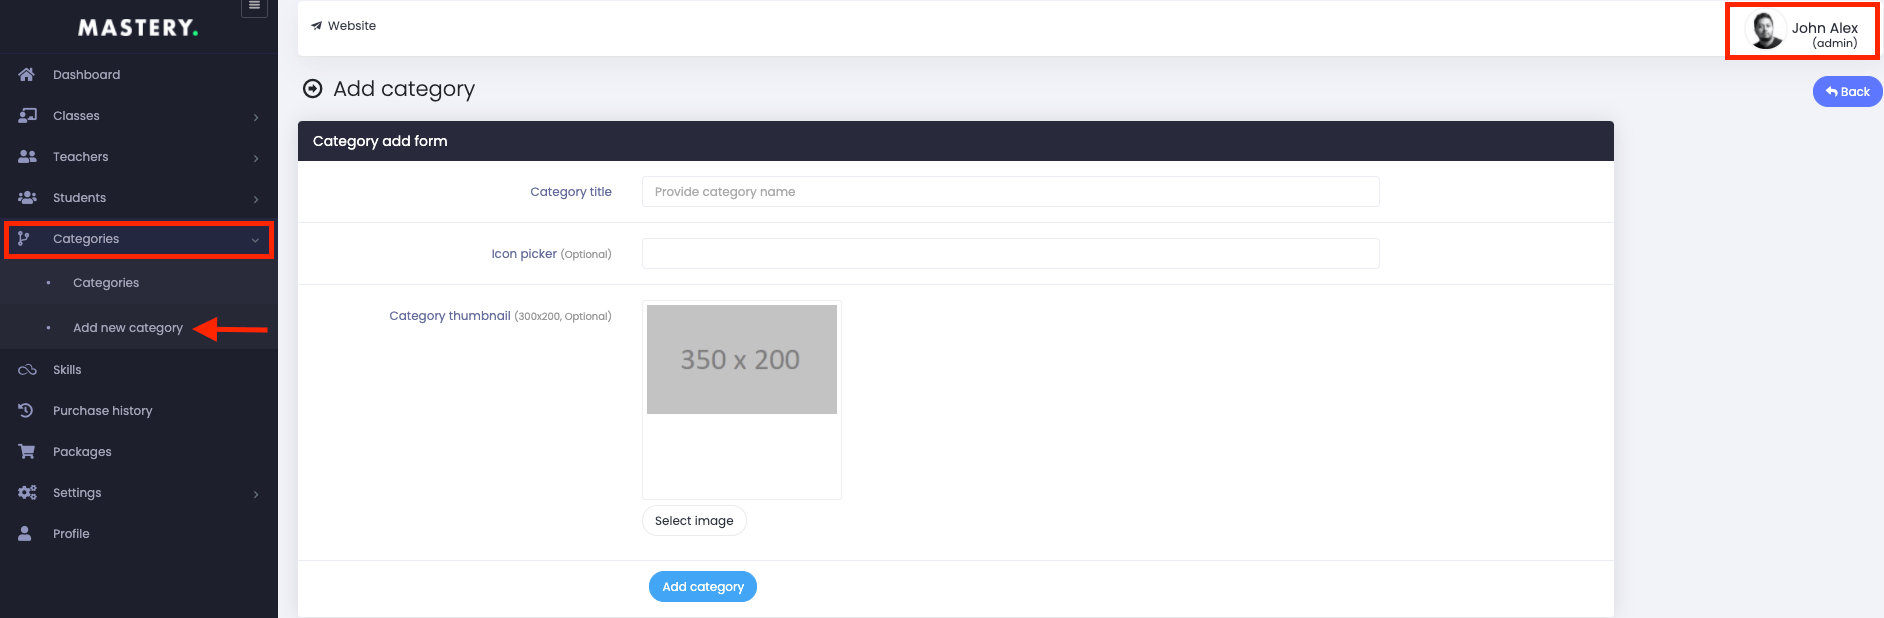 MASTERY.
Dashboard
Classes
Teachers
Students
Categories
Categories
Add new category
Skills
Purchase history
Packages
Settings
Profile
Website
John Alex
(admin)
Add category
Back
Category add form
Category title
Provide category name
Icon picker (Optional)
Category thumbnail (300x200, Optional)
350 x 200
Select image
Add category